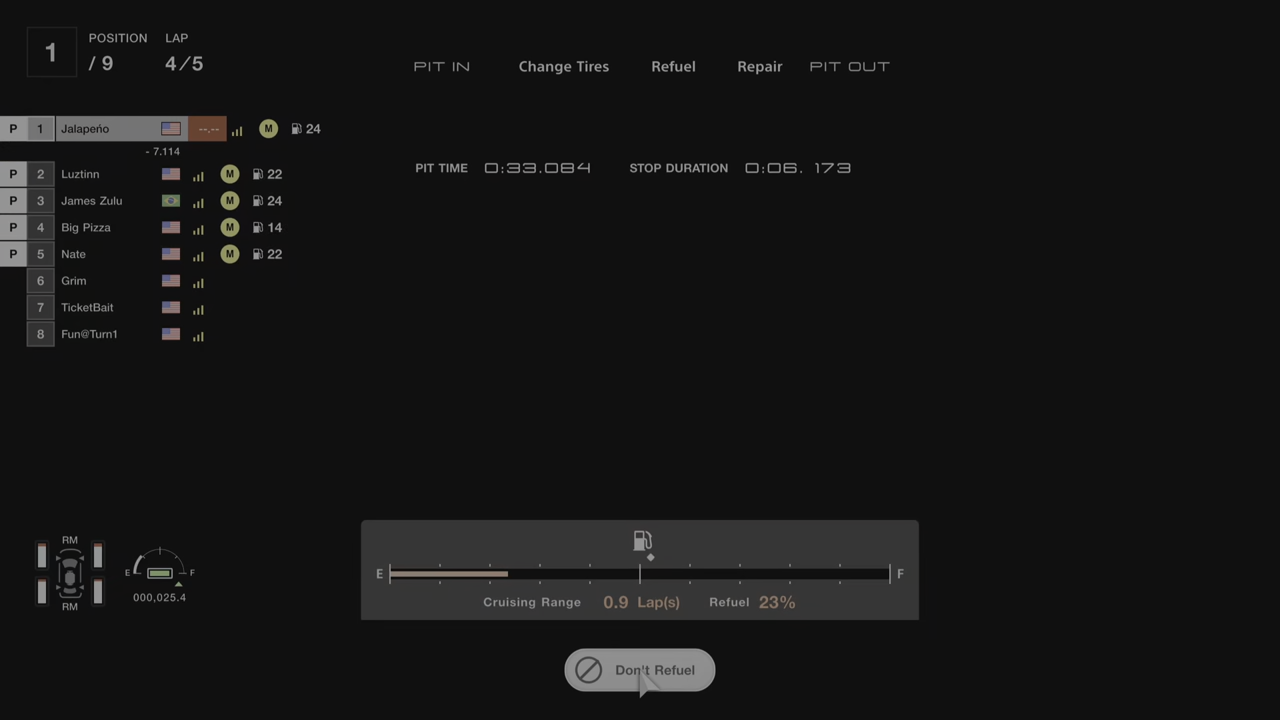 1 POSITION / 9 LAP 4/5
PIT IN Change Tires Refuel Repair PIT OUT
P 1 Jalapeńo --.-- M 24
- 7.114
PIT TIME 0:33.084 STOP DURATION 0:06. 173
P 2 Luztinn M 22
P 3 James Zulu M 24
P 4 Big Pizza M 14
P 5 Nate M 22
6 Grim
7 TicketBait
8 Fun@Turn1
RM
E F
RM
000,025.4
E F
Cruising Range 0.9 Lap(s) Refuel 23%
Don't Refuel